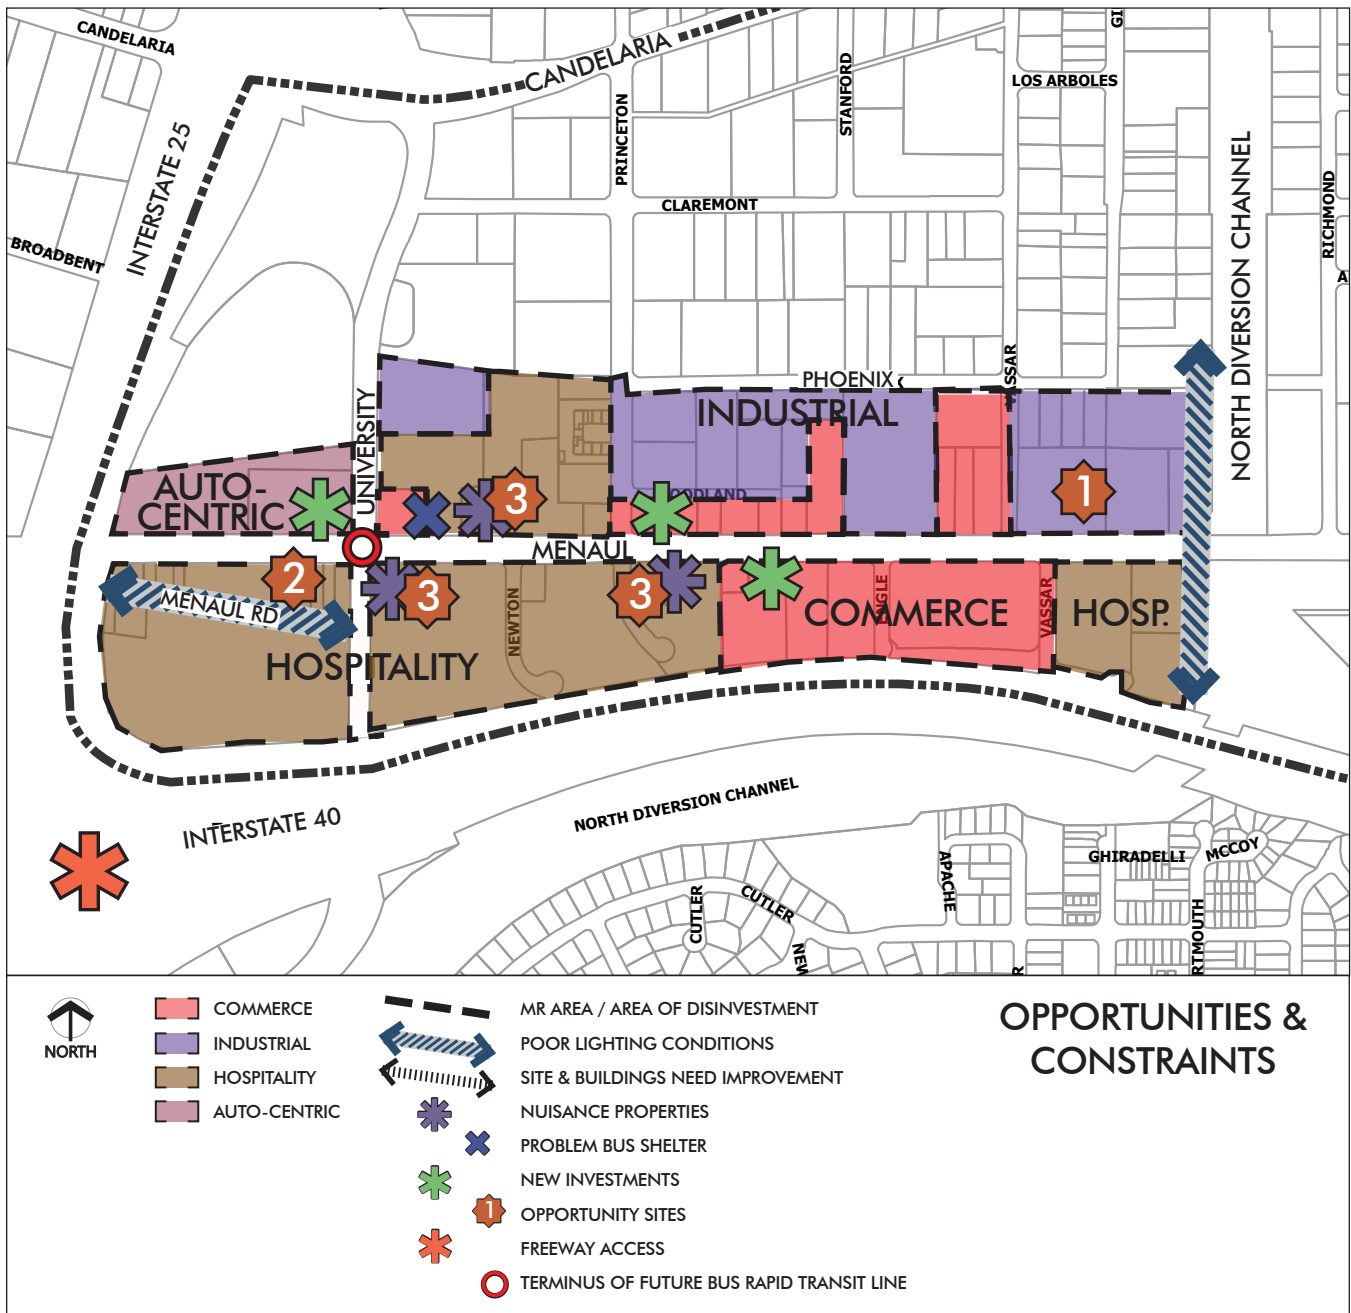 CANDELARIA
CANDELARIA
GI
LOS ARBOLES
STANFORD
PRINCETON
INTERSTATE 25
NORTH DIVERSION CHANNEL
RICHMOND
CLAREMONT
BROADBENT
A
VASSAR
PHOENIX
INDUSTRIAL
UNIVERSITY
AUTO-
CENTRIC
3
1
MENAUL
2
MENAUL RD
3
3
NEWTON
ENGLE
COMMERCE
VASSAR
HOSP.
HOSPITALITY
NORTH DIVERSION CHANNEL
INTERSTATE 40
APACHE
GHIRADELLI
MCCOY
CUTLER
CUTLER
NEW
R
RTMOUTH
NORTH
COMMERCE
INDUSTRIAL
HOSPITALITY
AUTO-CENTRIC
MR AREA / AREA OF DISINVESTMENT
POOR LIGHTING CONDITIONS
SITE & BUILDINGS NEED IMPROVEMENT
NUISANCE PROPERTIES
PROBLEM BUS SHELTER
NEW INVESTMENTS
1
OPPORTUNITY SITES
FREEWAY ACCESS
TERMINUS OF FUTURE BUS RAPID TRANSIT LINE
OPPORTUNITIES &
CONSTRAINTS